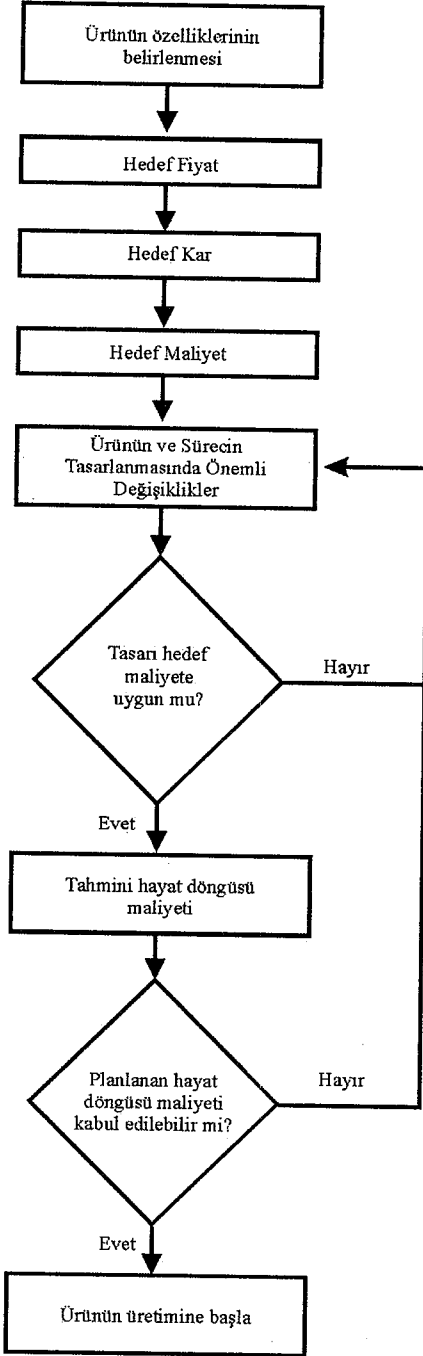 Ürünün özelliklerinin
belirlenmesi
Hedef Fiyat
Hedef Kar
Hedef Maliyet
Ürünün ve Sürecin
Tasarlanmasında Önemli
Değişiklikler
Tasarı hedef
maliyete
uygun mu?
Hayır
Evet
Tahmini hayat döngüsü
maliyeti
Planlanan hayat
döngüsü maliyeti
kabul edilebilir mi?
Hayır
Evet
Ürünün üretimine başla